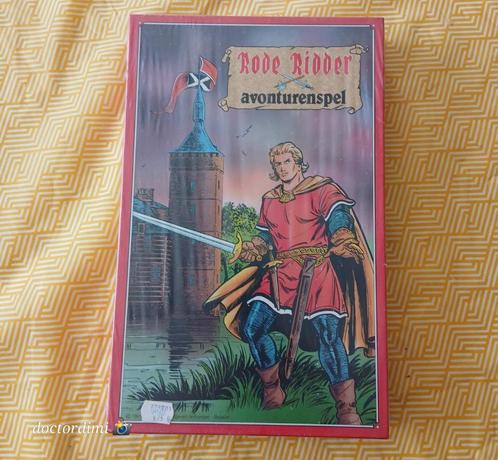 Rode Ridder
avonturenspel
doctordimi